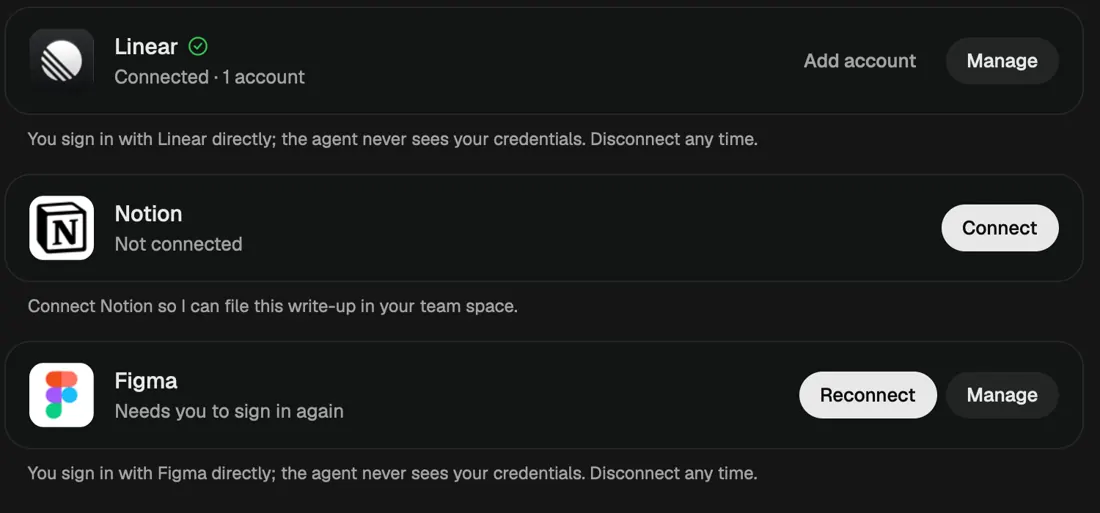 Linear
Connected · 1 account
Add account
Manage
You sign in with Linear directly; the agent never sees your credentials. Disconnect any time.
N
Notion
Not connected
Connect
Connect Notion so I can file this write-up in your team space.
Figma
Needs you to sign in again
Reconnect
Manage
You sign in with Figma directly; the agent never sees your credentials. Disconnect any time.